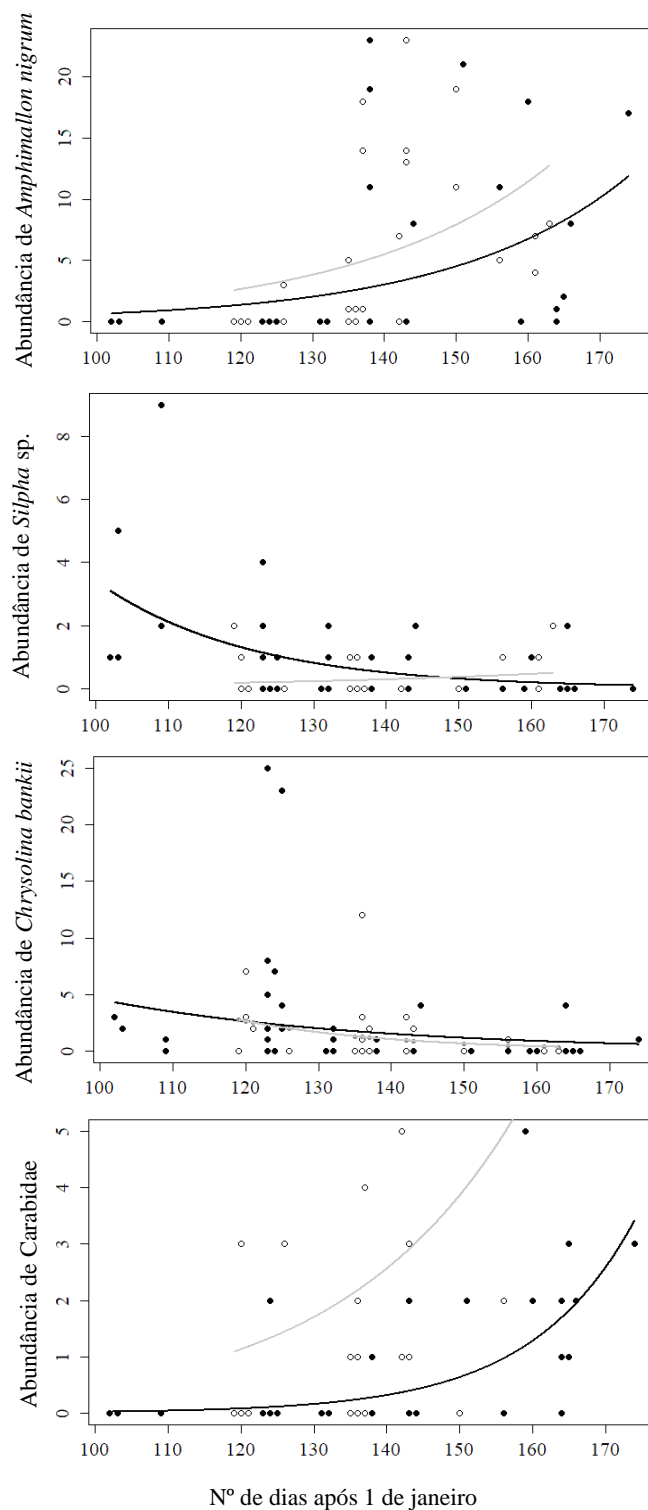 Abundância de Amphimallon nigrum
20
15
10
5
0
100 110 120 130 140 150 160 170
Abundância de Silpha sp.
8
6
4
2
0
100 110 120 130 140 150 160 170
Abundância de Chrysolina bankii
25
20
15
10
5
0
100 110 120 130 140 150 160 170
Abundância de Carabidae
5
4
3
2
1
0
100 110 120 130 140 150 160 170
Nº de dias após 1 de janeiro